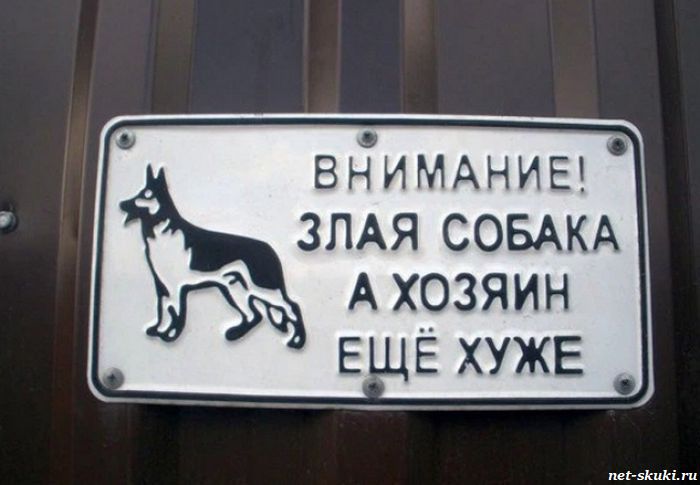 ВНИМАНИЕ!
ЗЛАЯ СОБАКА
А ХОЗЯИН
ЕЩЁ ХУЖЕ
net-skuki.ru